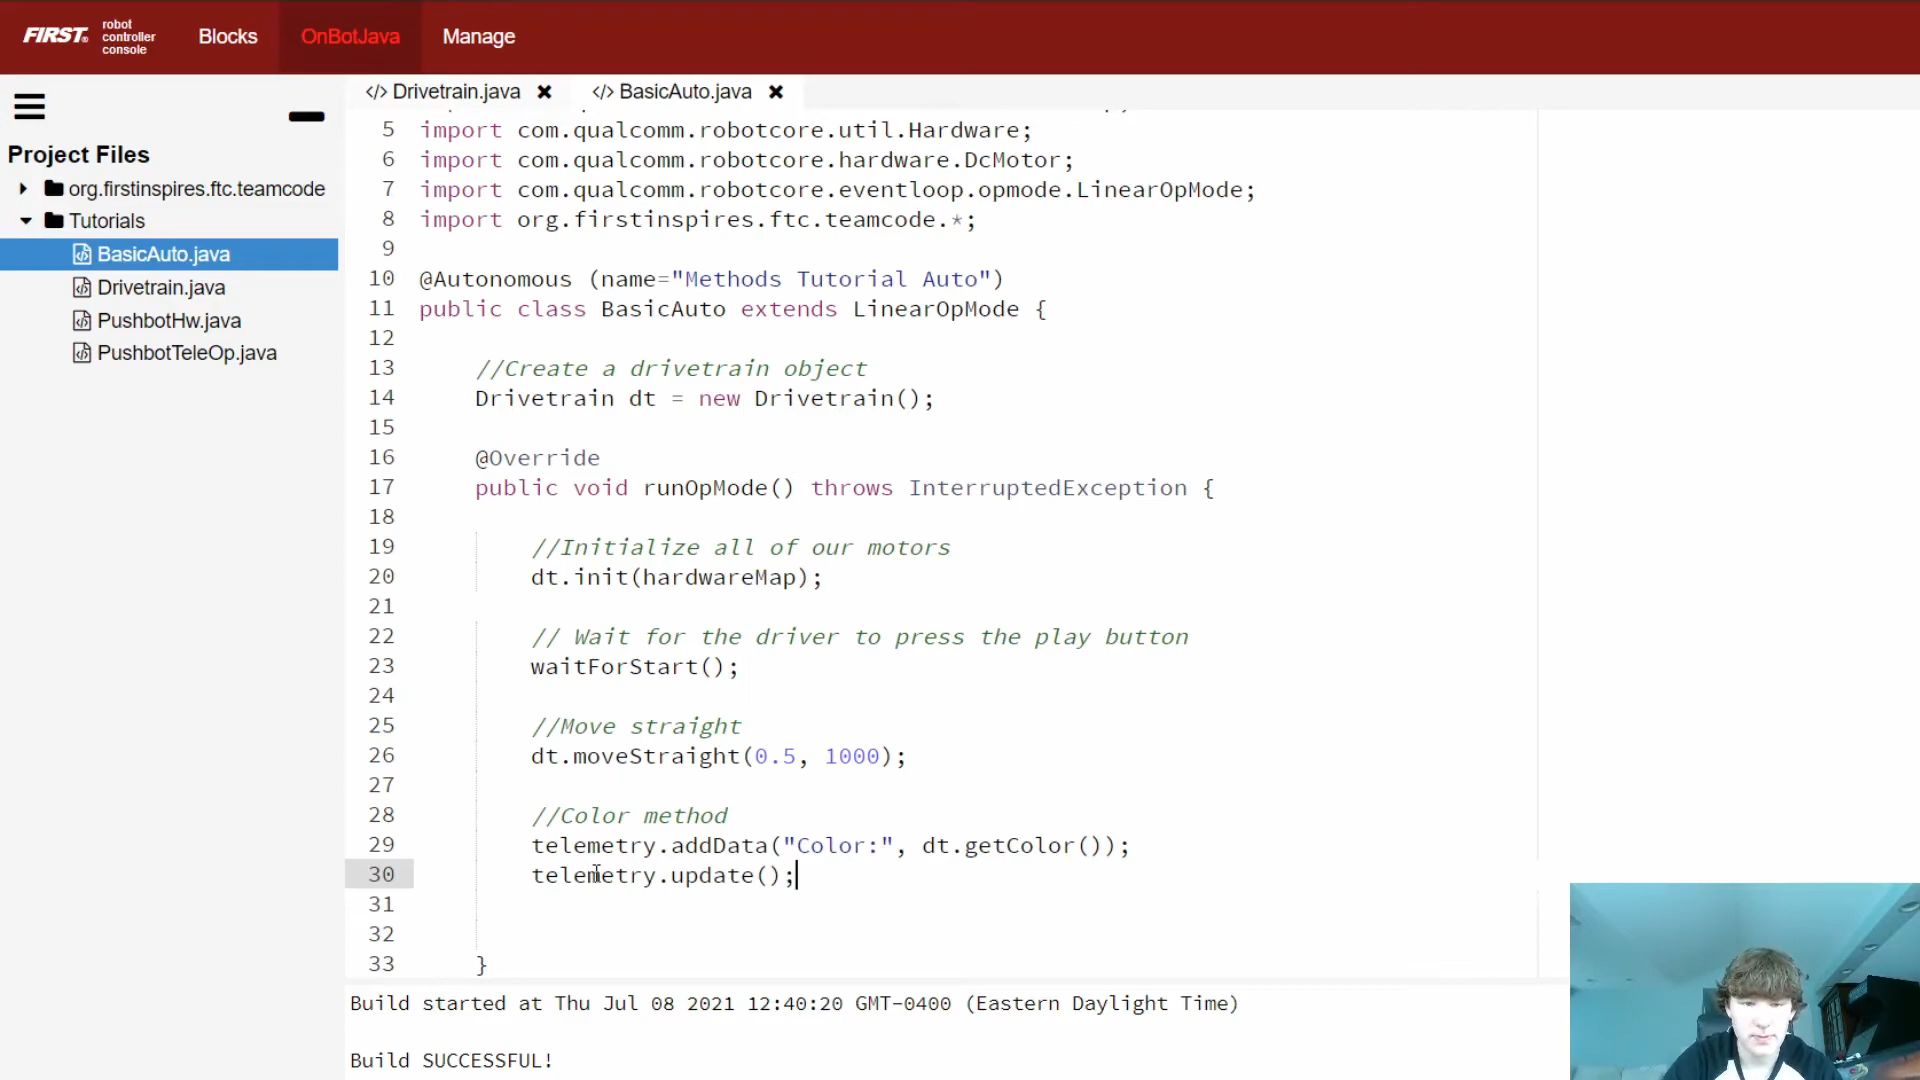 FIRST® robot controller console
Blocks
OnBotJava
Manage
Project Files
org.firstinspires.ftc.teamcode
Tutorials
BasicAuto.java
Drivetrain.java
PushbotHw.java
PushbotTeleOp.java
</> Drivetrain.java ✖ </> BasicAuto.java ✖
5 import com.qualcomm.robotcore.util.Hardware;
6 import com.qualcomm.robotcore.hardware.DcMotor;
7 import com.qualcomm.robotcore.eventloop.opmode.LinearOpMode;
8 import org.firstinspires.ftc.teamcode.*;
9
10 @Autonomous (name="Methods Tutorial Auto")
11 public class BasicAuto extends LinearOpMode {
12
13 //Create a drivetrain object
14 Drivetrain dt = new Drivetrain();
15
16 @Override
17 public void runOpMode() throws InterruptedException {
18
19 //Initialize all of our motors
20 dt.init(hardwareMap);
21
22 // Wait for the driver to press the play button
23 waitForStart();
24
25 //Move straight
26 dt.moveStraight(0.5, 1000);
27
28 //Color method
29 telemetry.addData("Color:", dt.getColor());
30 telemetry.update();
31
32
33 }
Build started at Thu Jul 08 2021 12:40:20 GMT-0400 (Eastern Daylight Time)
Build SUCCESSFUL!